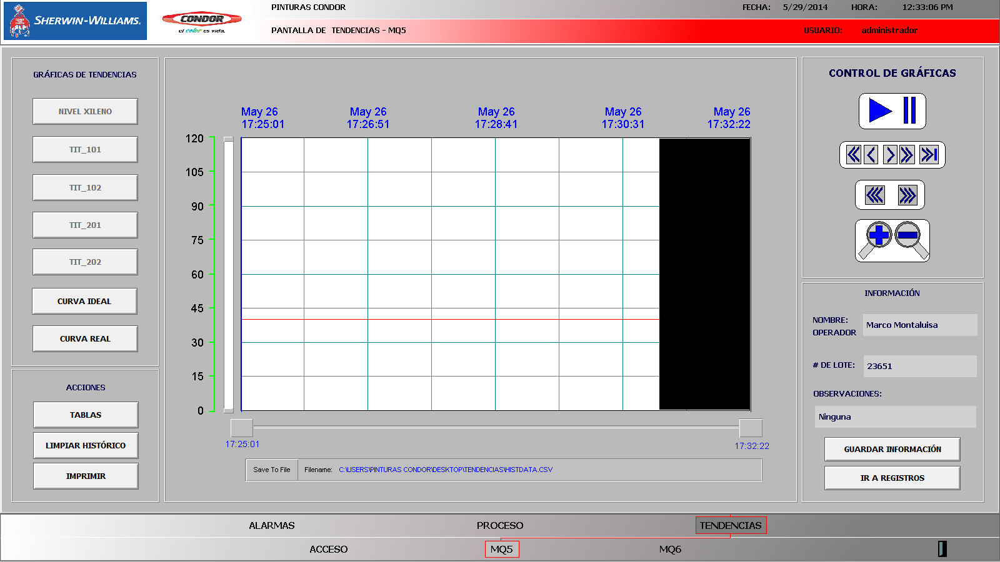 SHERWIN-WILLIAMS.
CONDOR
el color es vida.
PINTURAS CONDOR
FECHA: 5/29/2014 HORA: 12:33:06 PM
PANTALLA DE TENDENCIAS - MQ5
USUARIO: administrador
GRÁFICAS DE TENDENCIAS
NIVEL XILENO
TIT_101
TIT_102
TIT_201
TIT_202
CURVA IDEAL
CURVA REAL
ACCIONES
TABLAS
LIMPIAR HISTÓRICO
IMPRIMIR
May 26 May 26 May 26 May 26 May 26
17:25:01 17:26:51 17:28:41 17:30:31 17:32:22
120
105
90
75
60
45
30
15
0
17:25:01 17:32:22
Save To File Filename: C:\USERS\PINTURAS CONDOR\DESKTOP\TENDENCIAS\HISTDATA.CSV
CONTROL DE GRÁFICAS
INFORMACIÓN
NOMBRE:
OPERADOR
Marco Montaluisa
# DE LOTE: 23651
OBSERVACIONES:
Ninguna
GUARDAR INFORMACIÓN
IR A REGISTROS
ALARMAS PROCESO TENDENCIAS
ACCESO MQ5 MQ6